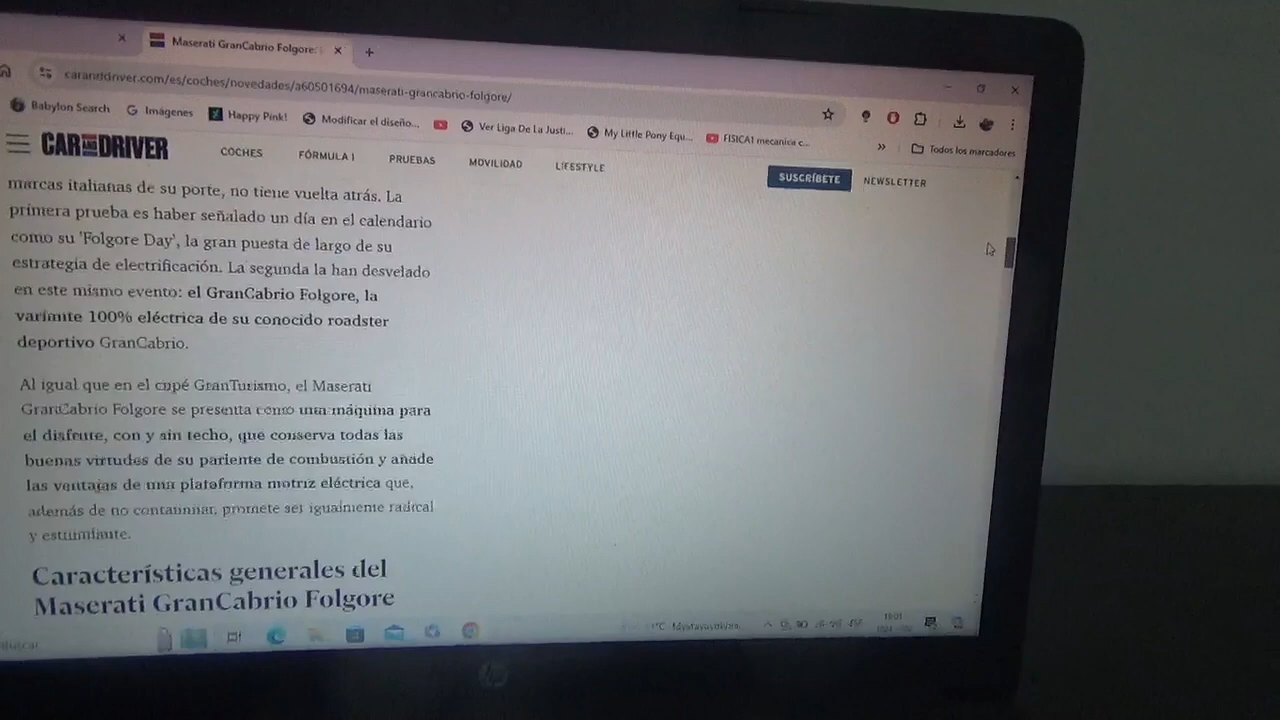 Maserati GranCabrio Folgore:
caranddriver.com/es/coches/novedades/a60501694/maserati-grancabrio-folgore/
Babylon Search
Imágenes
Happy Pink!
Modificar el diseño...
Ver Liga De La Justi...
My Little Pony Equ...
FISICA1 mecanica c...
»
Todos los marcadores
CAR AND DRIVER
COCHES
FÓRMULA 1
PRUEBAS
MOVILIDAD
LIFESTYLE
SUSCRÍBETE
NEWSLETTER
marcas italianas de su porte, no tiene vuelta atrás. La
primera prueba es haber señalado un día en el calendario
como su 'Folgore Day', la gran puesta de largo de su
estrategia de electrificación. La segunda la han desvelado
en este mismo evento: el GranCabrio Folgore, la
variante 100% eléctrica de su conocido roadster
deportivo GranCabrio.
Al igual que en el cupé GranTurismo, el Maserati
GranCabrio Folgore se presenta como una máquina para
el disfrute, con y sin techo, que conserva todas las
buenas virtudes de su pariente de combustión y añade
las ventajas de una plataforma motriz eléctrica que,
además de no contaminar, promete ser igualmente radical
y estimulante.
Características generales del
Maserati GranCabrio Folgore
hp